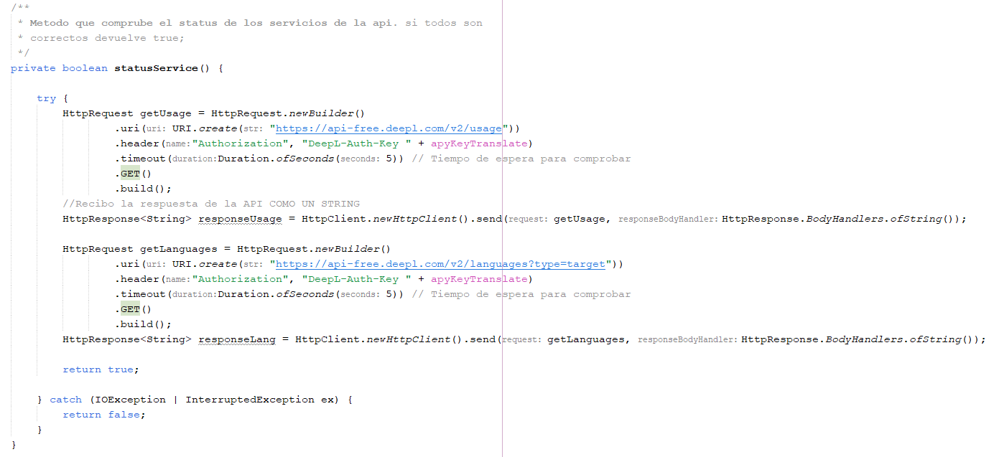 /**
 * Metodo que comprube el status de los servicios de la api. si todos son
 * correctos devuelve true;
 */
private boolean statusService() {
try {
HttpRequest getUsage = HttpRequest.newBuilder()
.uri(uri: URI.create(str: "https://api-free.deepl.com/v2/usage"))
.header(name:"Authorization", "DeepL-Auth-Key " + apyKeyTranslate)
.timeout(duration:Duration.ofSeconds(seconds: 5)) // Tiempo de espera para comprobar
.GET()
.build();
//Recibo la respuesta de la API COMO UN STRING
HttpResponse<String> responseUsage = HttpClient.newHttpClient().send(request: getUsage, responseBodyHandler: HttpResponse.BodyHandlers.ofString());
HttpRequest getLanguages = HttpRequest.newBuilder()
.uri(uri: URI.create(str: "https://api-free.deepl.com/v2/languages?type=target"))
.header(name:"Authorization", "DeepL-Auth-Key " + apyKeyTranslate)
.timeout(duration:Duration.ofSeconds(seconds: 5)) // Tiempo de espera para comprobar
.GET()
.build();
HttpResponse<String> responseLang = HttpClient.newHttpClient().send(request: getLanguages, responseBodyHandler: HttpResponse.BodyHandlers.ofString());
return true;
} catch (IOException | InterruptedException ex) {
return false;
}
}